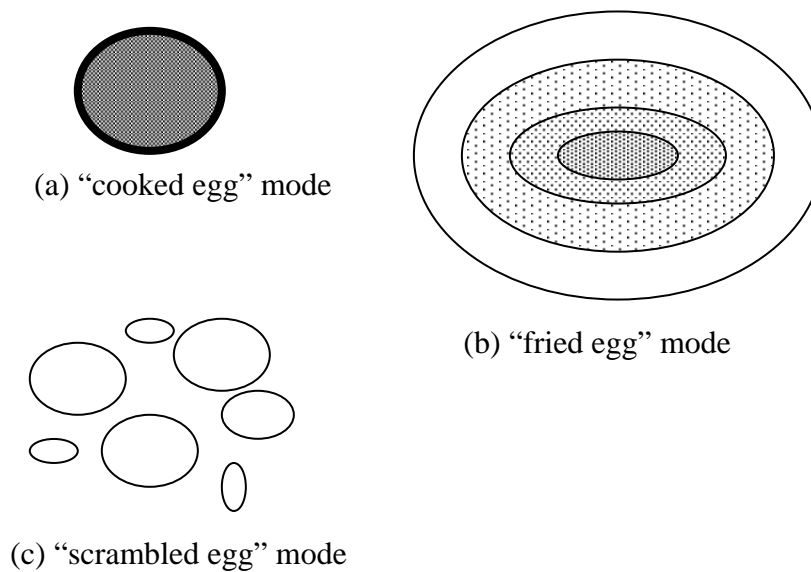 (a) “cooked egg” mode
(b) “fried egg” mode
(c) “scrambled egg” mode